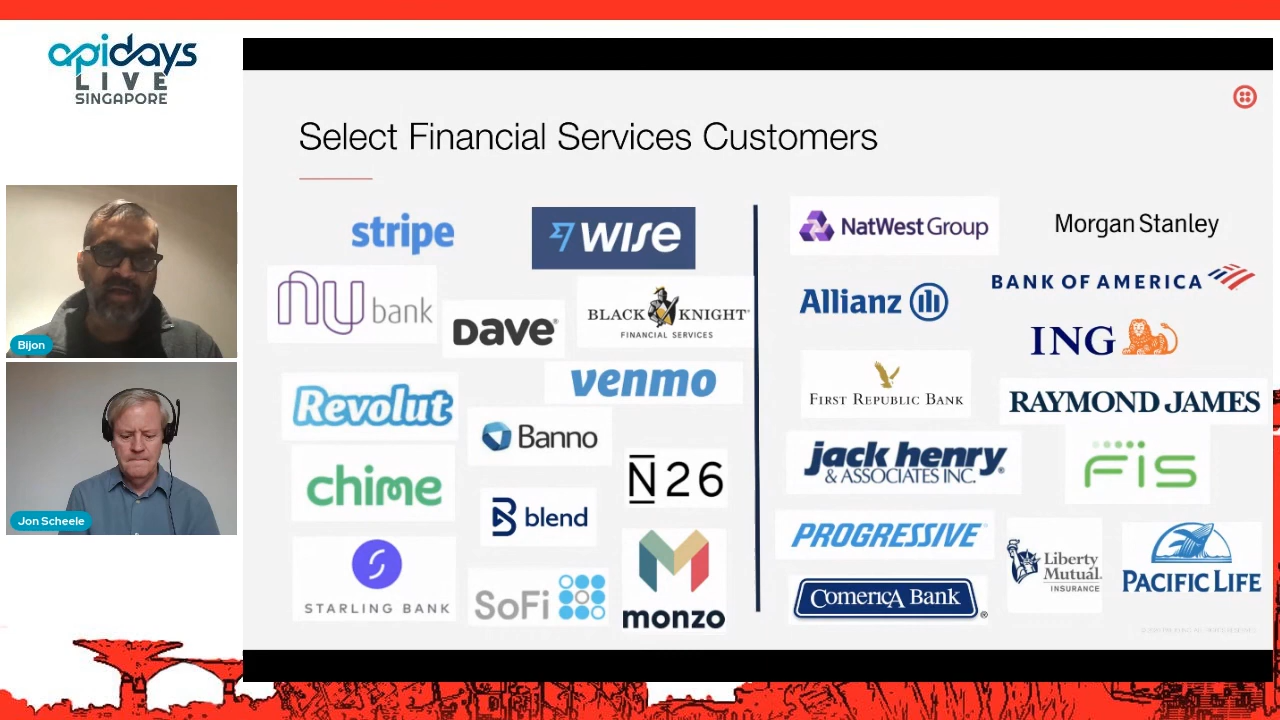 apidays
LIVE
SINGAPORE
Bijon
Jon Scheele
Select Financial Services Customers
stripe
WISE
nu bank
DAVE®
BLACK KNIGHT®
FINANCIAL SERVICES
Revolut
venmo
Banno
chime
N26
blend
STARLING BANK
SoFi
monzo
NatWest Group
Morgan Stanley
Allianz
BANK OF AMERICA
ING
FIRST REPUBLIC BANK
RAYMOND JAMES
jack henry®
& ASSOCIATES INC.
FIS
PROGRESSIVE®
Liberty
Mutual.
INSURANCE
PACIFIC LIFE
COMERICA BANK®